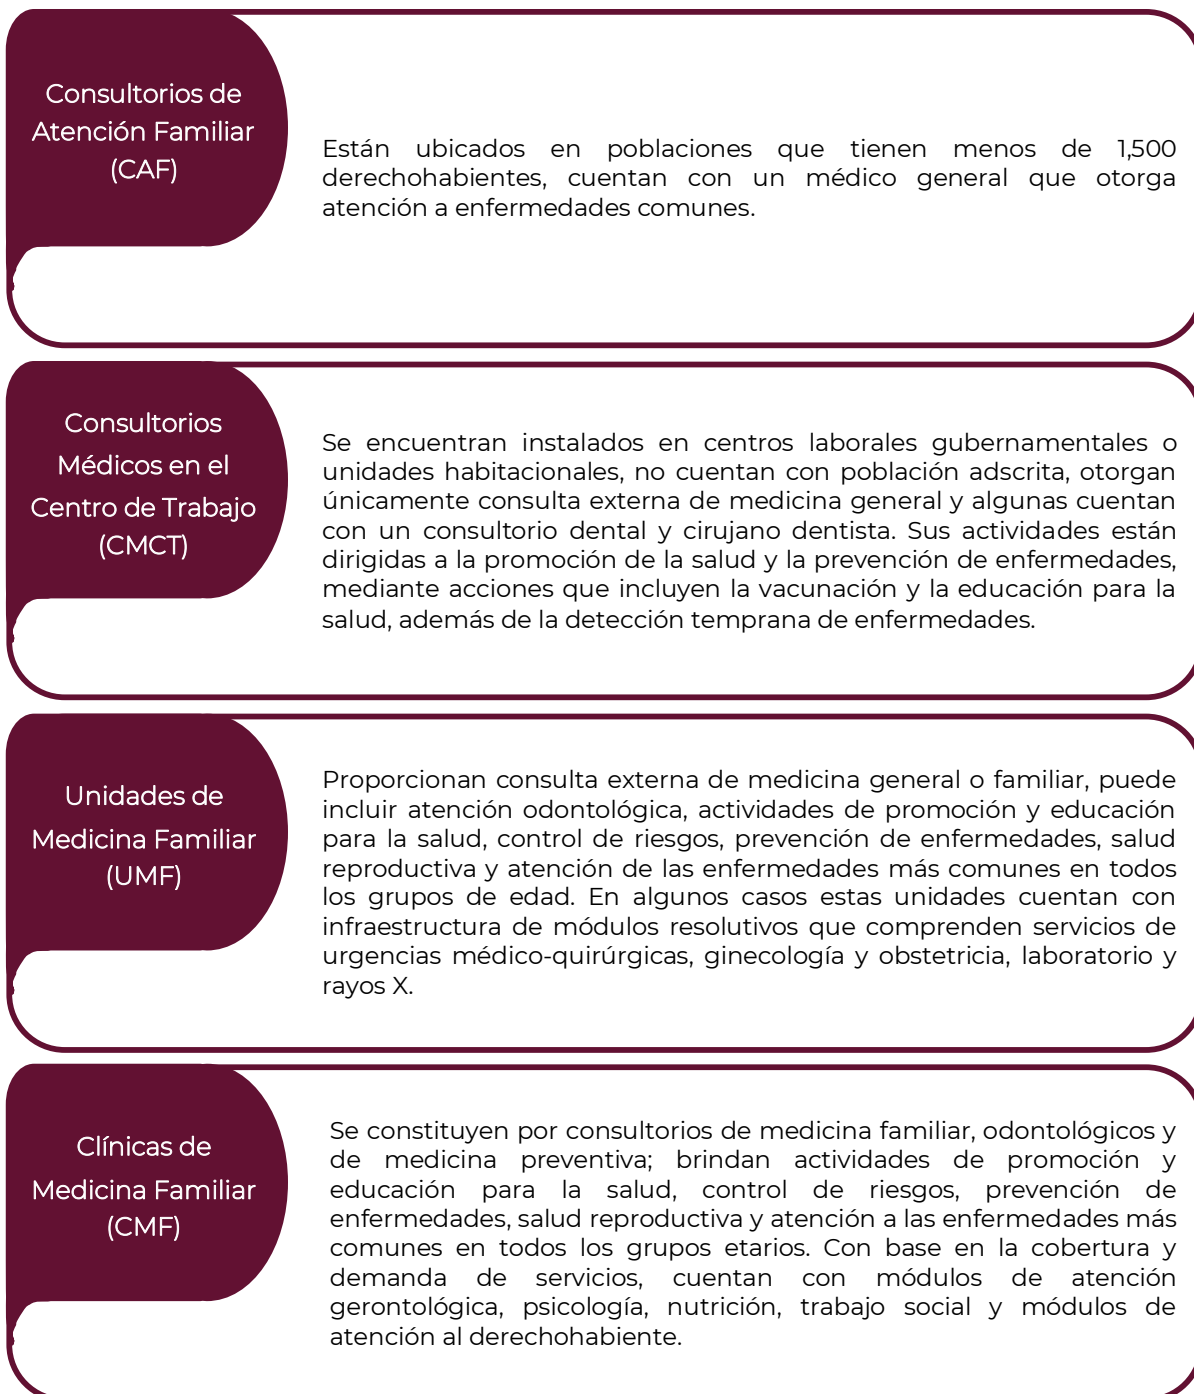 Consultorios de
Atención Familiar
(CAF)
Están ubicados en poblaciones que tienen menos de 1,500
derechohabientes, cuentan con un médico general que otorga
atención a enfermedades comunes.
Consultorios
Médicos en el
Centro de Trabajo
(CMCT)
Se encuentran instalados en centros laborales gubernamentales o
unidades habitacionales, no cuentan con población adscrita, otorgan
únicamente consulta externa de medicina general y algunas cuentan
con un consultorio dental y cirujano dentista. Sus actividades están
dirigidas a la promoción de la salud y la prevención de enfermedades,
mediante acciones que incluyen la vacunación y la educación para la
salud, además de la detección temprana de enfermedades.
Unidades de
Medicina Familiar
(UMF)
Proporcionan consulta externa de medicina general o familiar, puede
incluir atención odontológica, actividades de promoción y educación
para la salud, control de riesgos, prevención de enfermedades, salud
reproductiva y atención de las enfermedades más comunes en todos
los grupos de edad. En algunos casos estas unidades cuentan con
infraestructura de módulos resolutivos que comprenden servicios de
urgencias médico-quirúrgicas, ginecología y obstetricia, laboratorio y
rayos X.
Clínicas de
Medicina Familiar
(CMF)
Se constituyen por consultorios de medicina familiar, odontológicos y
de medicina preventiva; brindan actividades de promoción y
educación para la salud, control de riesgos, prevención de
enfermedades, salud reproductiva y atención a las enfermedades más
comunes en todos los grupos etarios. Con base en la cobertura y
demanda de servicios, cuentan con módulos de atención
gerontológica, psicología, nutrición, trabajo social y módulos de
atención al derechohabiente.